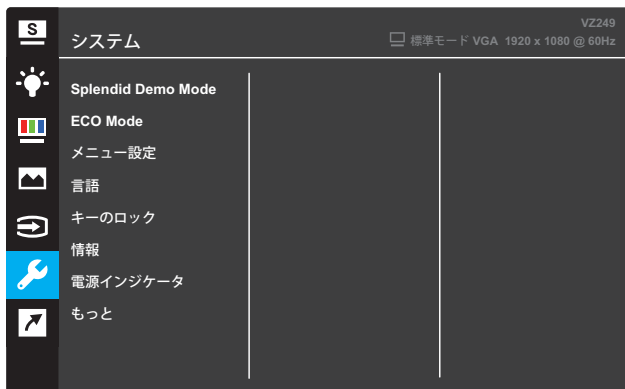 S
VZ249
システム
標準モード VGA 1920 x 1080 @ 60Hz
Splendid Demo Mode
ECO Mode
メニュー設定
言語
キーのロック
情報
電源インジケータ
もっと